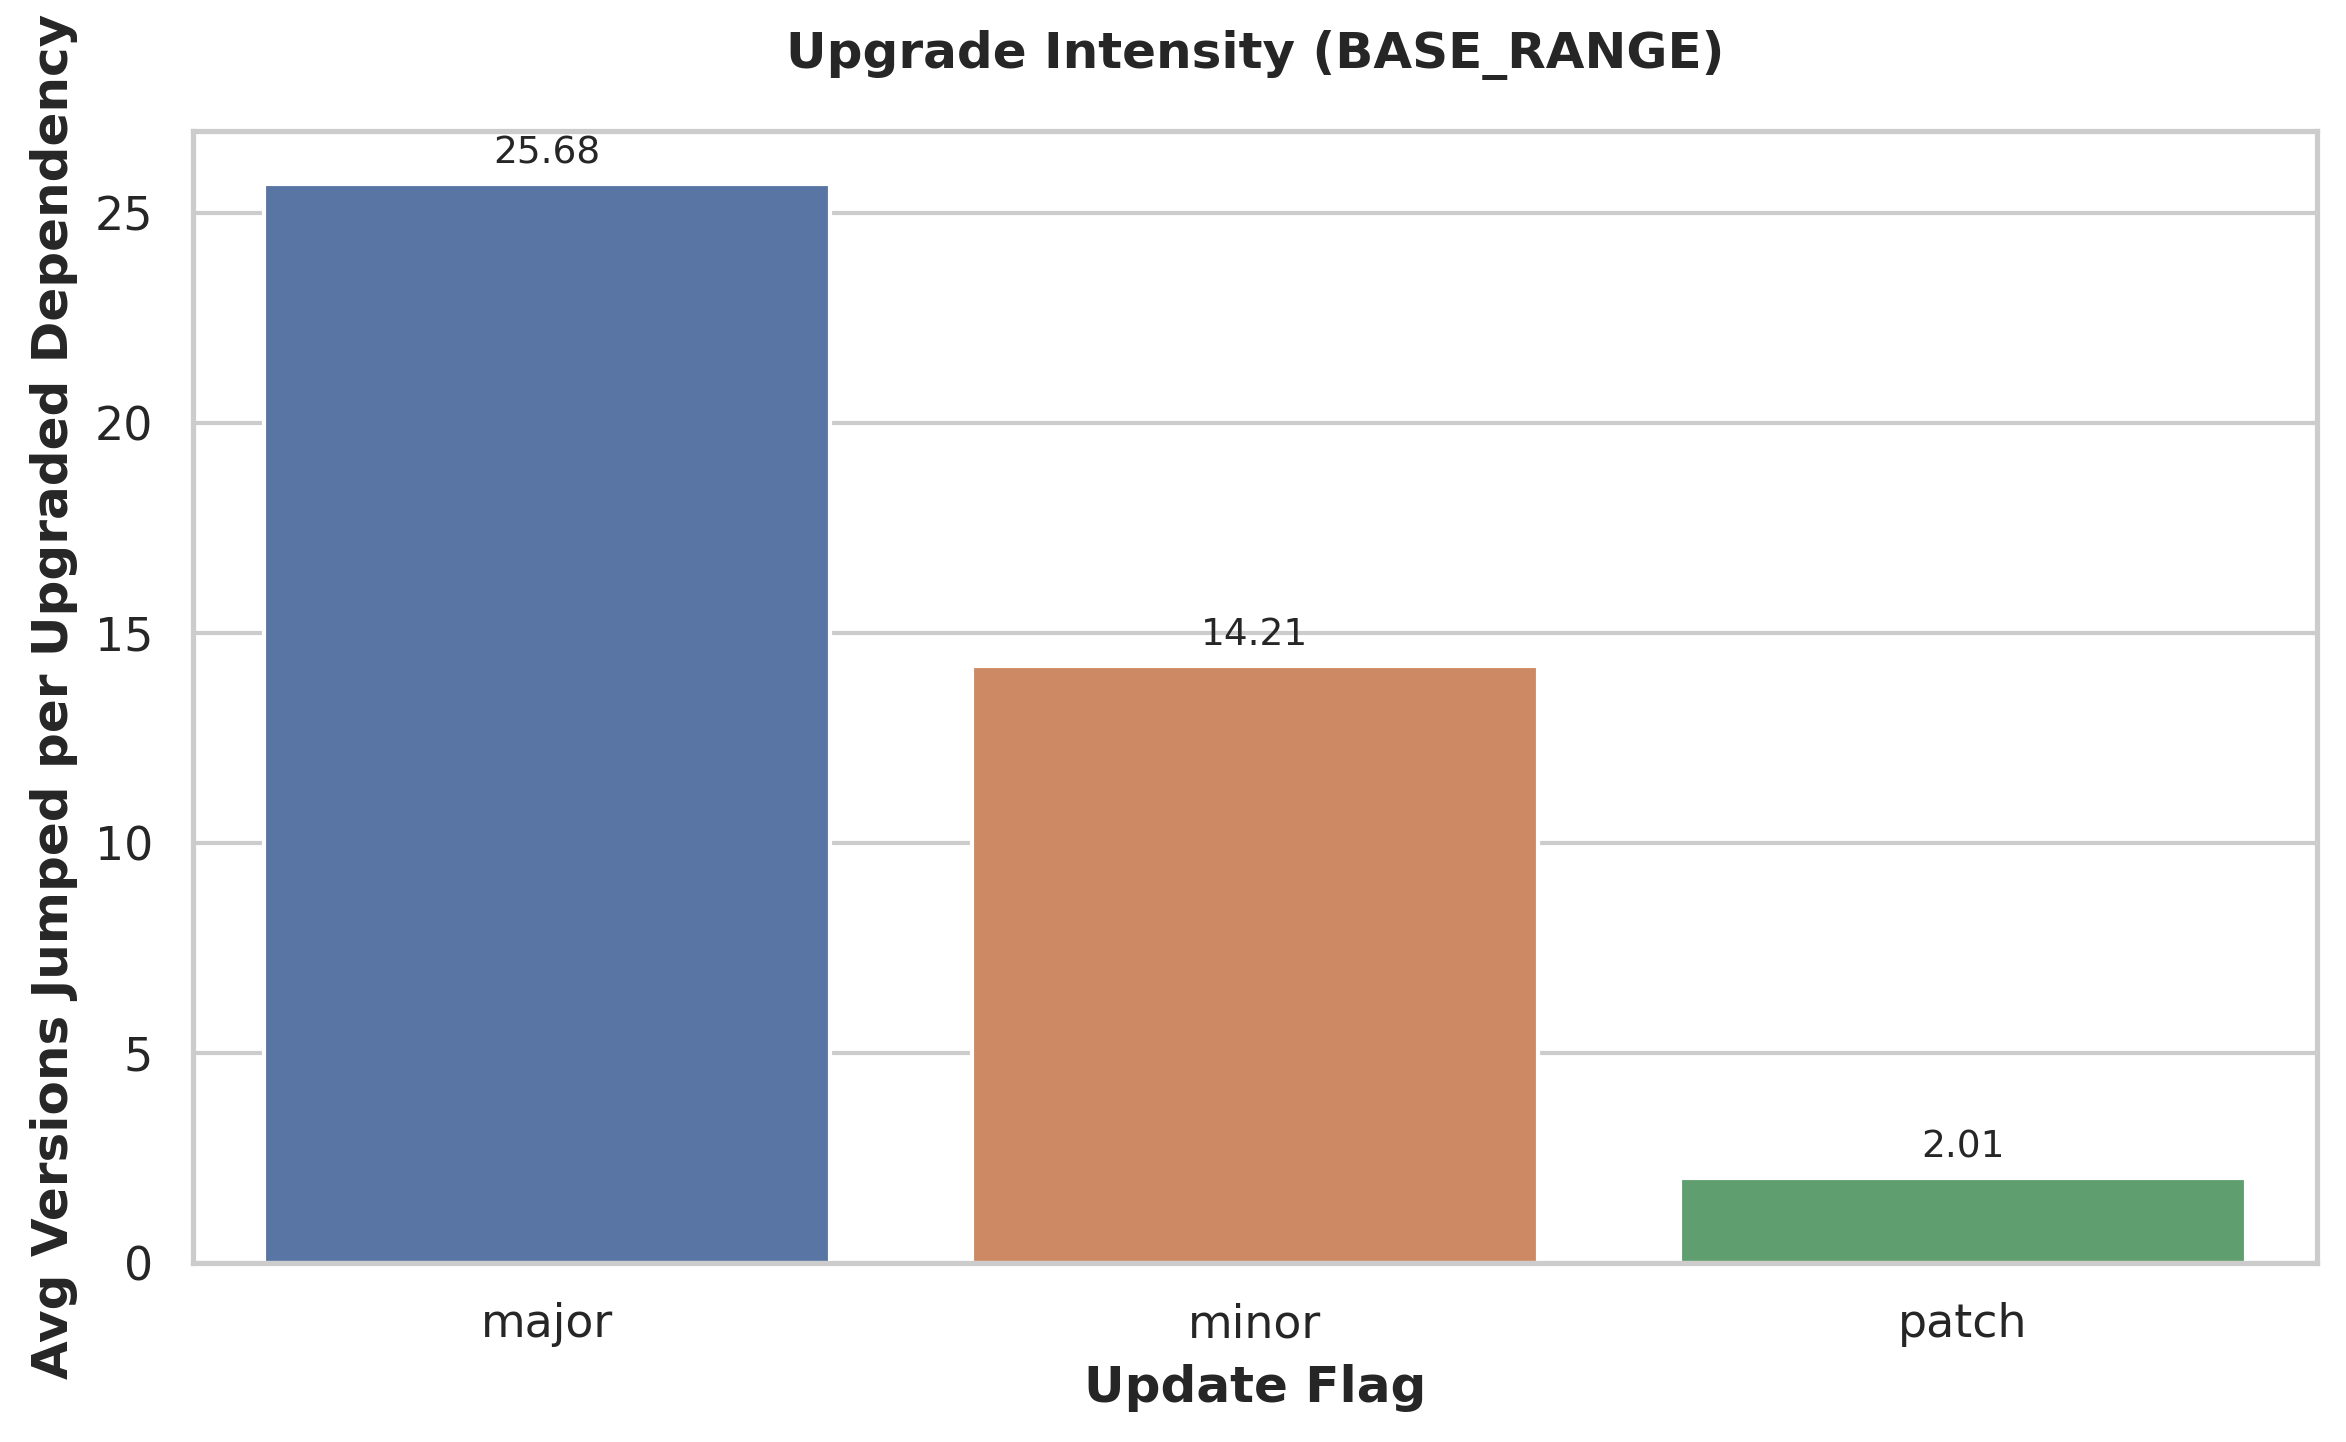 Upgrade Intensity (BASE_RANGE)
Avg Versions Jumped per Upgraded Dependency
25
20
15
10
5
0
25.68
14.21
2.01
major
minor
patch
Update Flag